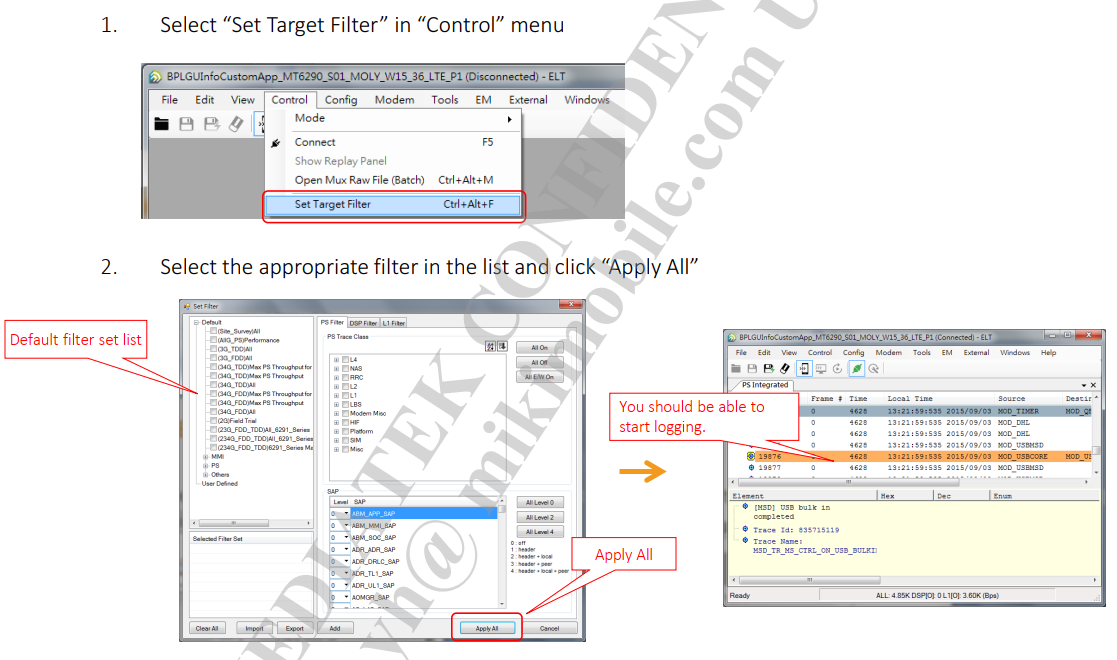 1. Select “Set Target Filter” in “Control” menu
BPLGUInfoCustomApp_MT6290_S01_MOLY_W15_36_LTE_P1 (Disconnected) - ELT
File Edit View Control Config Modem Tools EM External Windows
Mode
Connect F5
Show Replay Panel
Open Mux Raw File (Batch) Ctrl+Alt+M
Set Target Filter Ctrl+Alt+F
2. Select the appropriate filter in the list and click “Apply All”
Default filter set list
Set Filter
Default
(Site_Survey)All
(AllG_PS)Performance
(3G_TDD)All
(3G_FDD)All
(34G_TDD)Max PS Throughput for
(34G_TDD)Max PS Throughput
(34G_TDD)All
(34G_FDD)Max PS Throughput for
(34G_FDD)Max PS Throughput
(34G_FDD)All
(2G)Field Trial
(23G_FDD_TDD)All_6291_Series
(234G_FDD_TDD)All_6291_Series
(234G_FDD_TDD)6291_Series Ma
MMI
PS
Others
User Defined
Selected Filter Set
PS Filter DSP Filter L1 Filter
PS Trace Class
L4
NAS
RRC
L2
L1
LBS
Modem Misc
HIF
Platform
SIM
Misc
All On
All Off
All E/W On
SAP
Level SAP
0 ABM_APP_SAP
0 ABM_MMI_SAP
0 ABM_SOC_SAP
0 ADR_ADR_SAP
0 ADR_DRLC_SAP
0 ADR_TL1_SAP
0 ADR_UL1_SAP
0 AOMGR_SAP
All Level 0
All Level 2
All Level 4
0 : off
1 : header
2 : header + local
3 : header + peer
4 : header + local + peer
Clear All Import Export Add Apply All Cancel
Apply All
You should be able to
start logging.
BPLGUInfoCustomApp_MT6290_S01_MOLY_W15_36_LTE_P1 (Connected) - ELT
File Edit View Control Config Modem Tools EM External Windows Help
PS Integrated
Frame # Time Local Time Source Destin
0 4628 13:21:59:535 2015/09/03 MOD_TIMER
0 4628 13:21:59:535 2015/09/03 MOD_DHL
0 4628 13:21:59:535 2015/09/03 MOD_DHL
0 4628 13:21:59:535 2015/09/03 MOD_USBMSD
19876 4628 13:21:59:535 2015/09/03 MOD_USBCORE MOD_US
19877 0 4628 13:21:59:535 2015/09/03 MOD_USBMSD
Element Hex Dec Enum
[MSD] USB bulk in
completed
Trace Id: 835715119
Trace Name:
MSD_TR_MS_CTRL_ON_USB_BULKI
Ready ALL: 4.85K DSP[O]: 0 L1[O]: 3.60K (Bps)
MEDIATEK CONFIDEN
mikimobile.com U